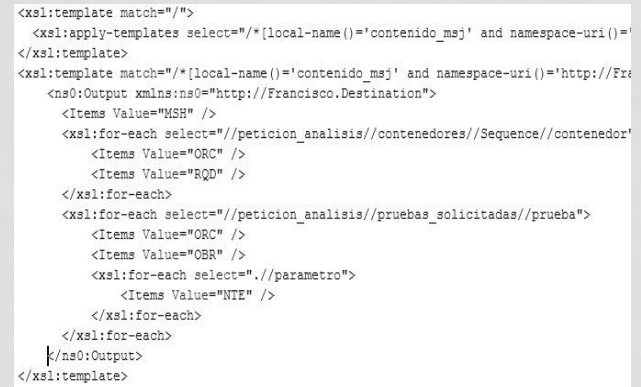 <xsl:template match="/">
<xsl:apply-templates select="/*[local-name()='contenido_msj' and namespace-uri()='
</xsl:template>
<xsl:template match="/*[local-name()='contenido_msj' and namespace-uri()='http://Fra
<ns0:Output xmlns:ns0="http://Francisco.Destination">
<Items Value="MSH" />
<xsl:for-each select="//peticion_analisis//contenedores//Sequence//contenedor"
<Items Value="ORC" />
<Items Value="RQD" />
</xsl:for-each>
<xsl:for-each select="//peticion_analisis//pruebas_solicitadas//prueba">
<Items Value="ORC" />
<Items Value="OBR" />
<xsl:for-each select=".//parametro">
<Items Value="NTE" />
</xsl:for-each>
</xsl:for-each>
</ns0:Output>
</xsl:template>